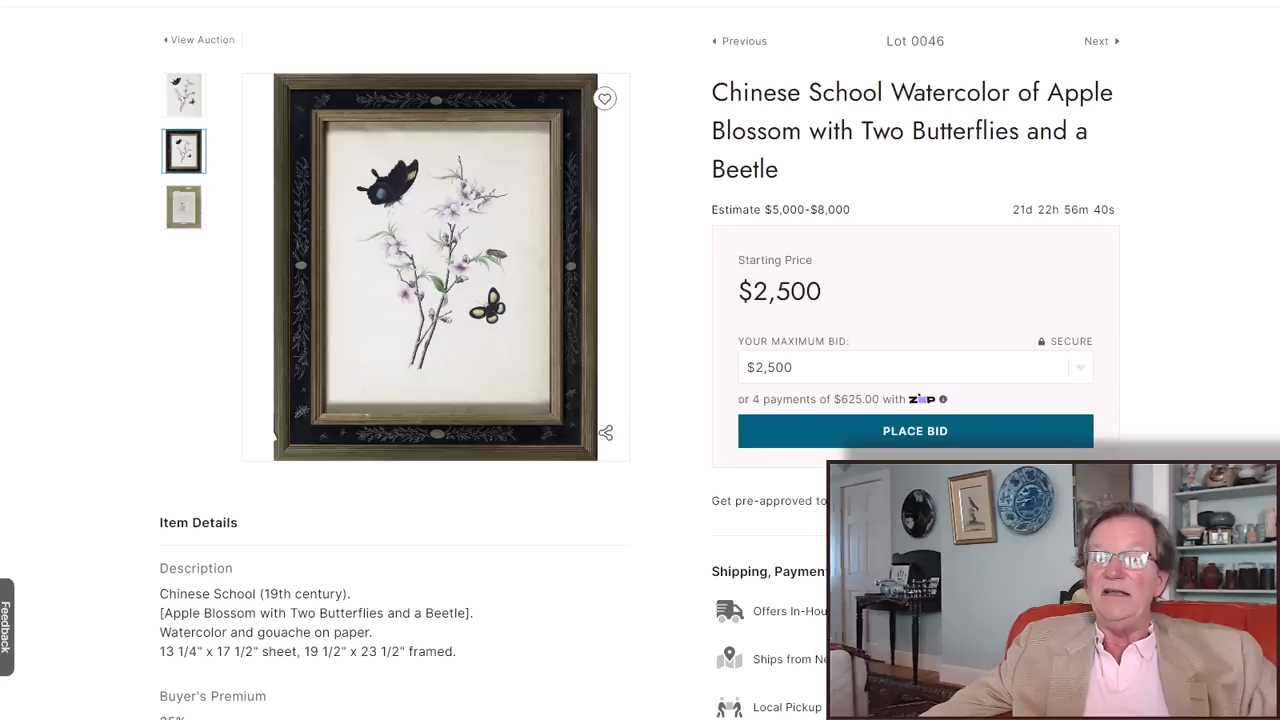 View Auction
Previous
Lot 0046
Next
Chinese School Watercolor of Apple
Blossom with Two Butterflies and a
Beetle
Estimate $5,000-$8,000
21d 22h 56m 40s
Starting Price
$2,500
YOUR MAXIMUM BID:
SECURE
$2,500
or 4 payments of $625.00 with zip
PLACE BID
Get pre-approved to
Item Details
Description
Chinese School (19th century).
[Apple Blossom with Two Butterflies and a Beetle].
Watercolor and gouache on paper.
13 1/4" x 17 1/2" sheet, 19 1/2" x 23 1/2" framed.
Buyer's Premium
Shipping, Paymen
Offers In-Hou
Ships from Ne
Local Pickup
Feedback